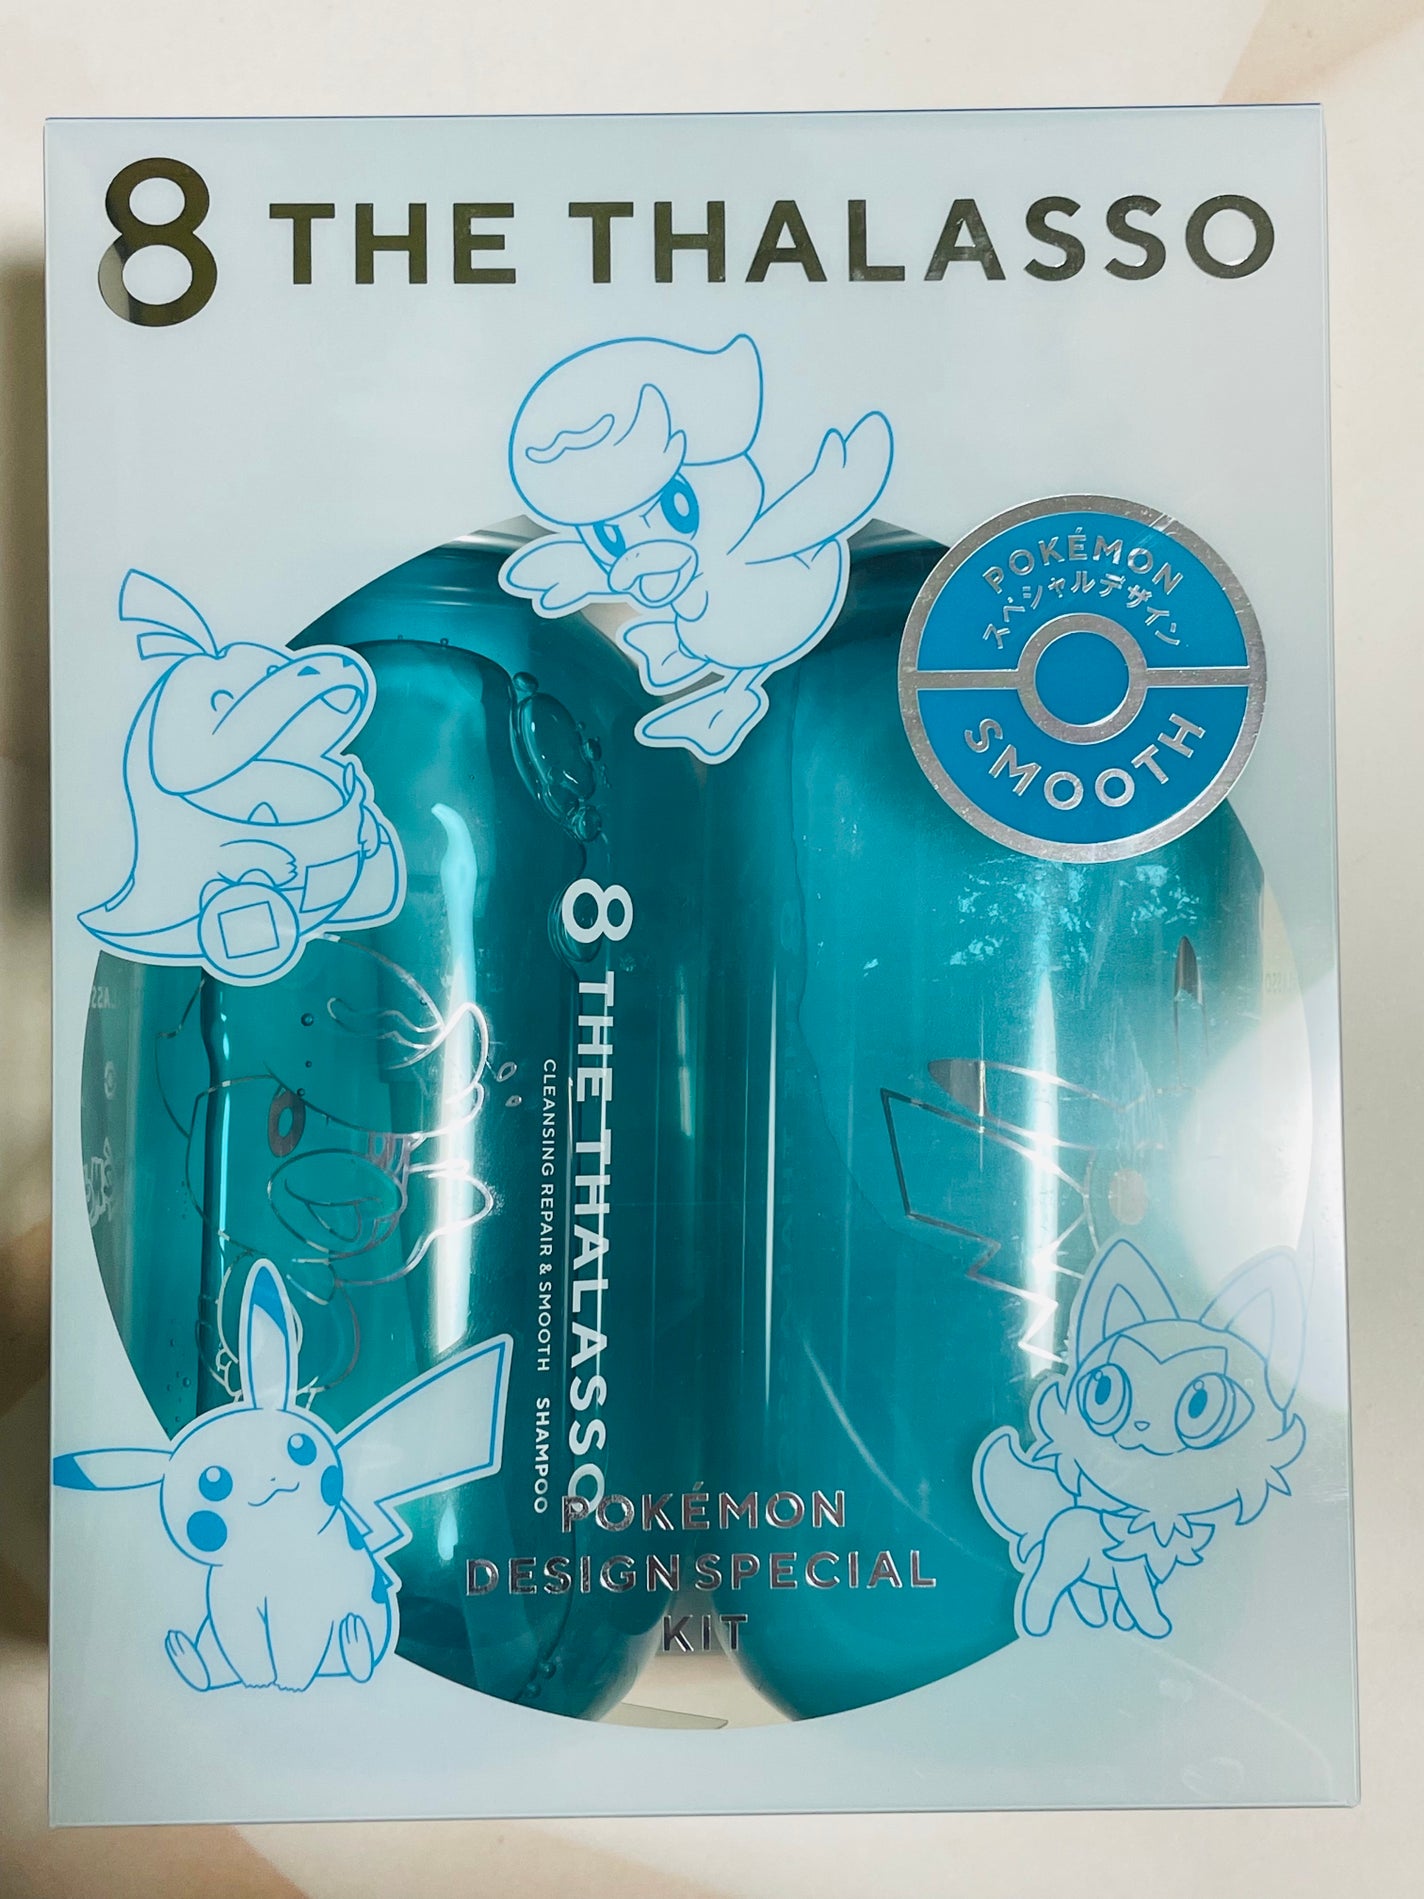 8 THE THALASSO
POKÉMON
スペシャルデザイン
SMOOTH
8 THE THALASSO
CLEANSING REPAIR & SMOOTH SHAMPOO
POKÉMON
DESIGN SPECIAL
KIT